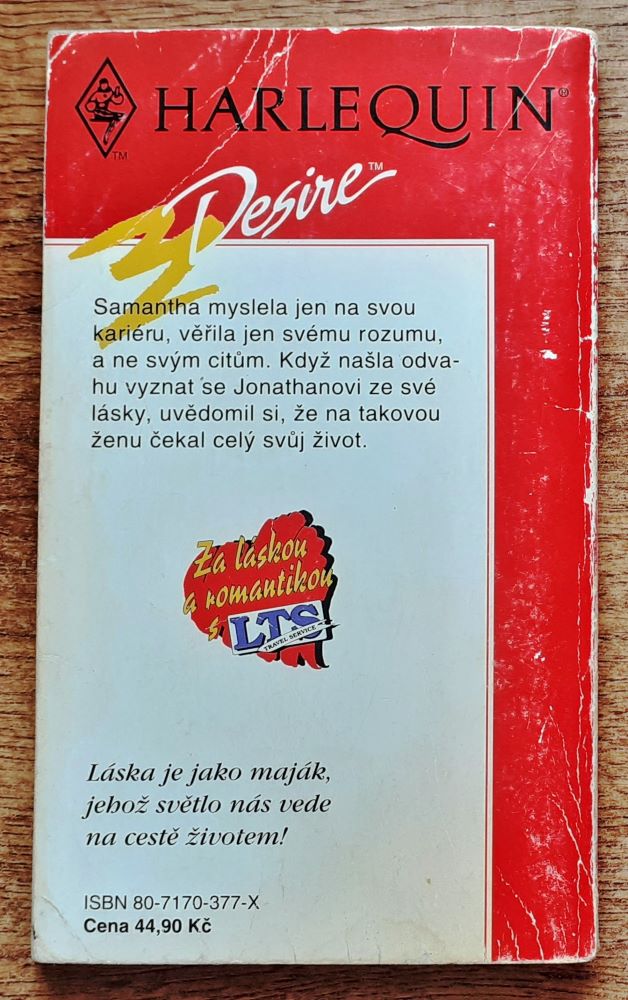 HARLEQUIN®
TM
Desire™
Samantha myslela jen na svou
kariéru, věřila jen svému rozumu,
a ne svým citům. Když našla odva-
hu vyznat se Jonathanovi ze své
lásky, uvědomil si, že na takovou
ženu čekal celý svůj život.
Za láskou
a romantikou
s LTS
TRAVEL SERVICE
Láska je jako maják,
jehož světlo nás vede
na cestě životem!
ISBN 80-7170-377-X
Cena 44,90 Kč